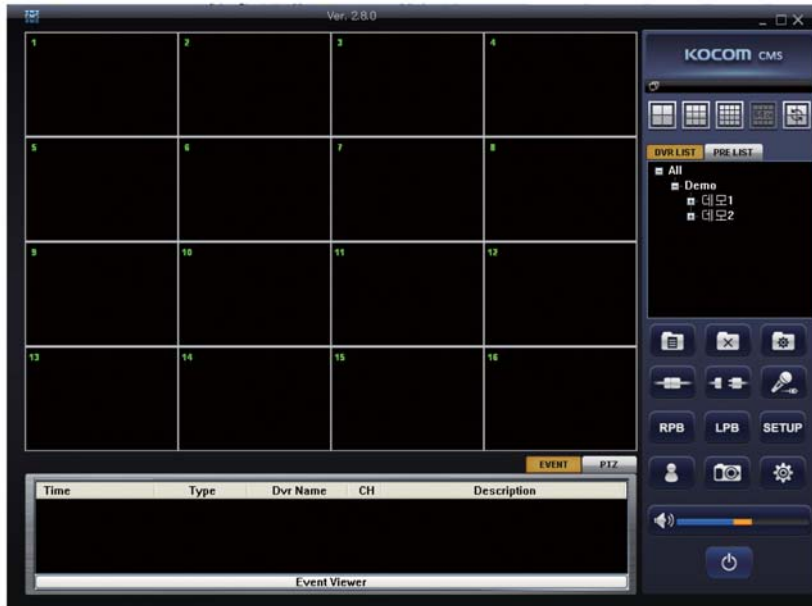 Ver. 2.8.0
KOCOM CMS
1 2 3 4
5 6 7 8
9 10 11 12
13 14 15 16
DVR LIST PRE LIST
All
Demo
데모1
데모2
RPB LPB SETUP
EVENT PTZ
Time Type Dvr Name CH Description
Event Viewer